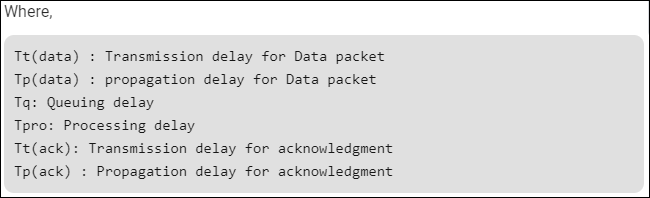 Where,
Tt(data) : Transmission delay for Data packet
Tp(data) : propagation delay for Data packet
Tq: Queuing delay
Tpro: Processing delay
Tt(ack): Transmission delay for acknowledgment
Tp(ack) : Propagation delay for acknowledgment